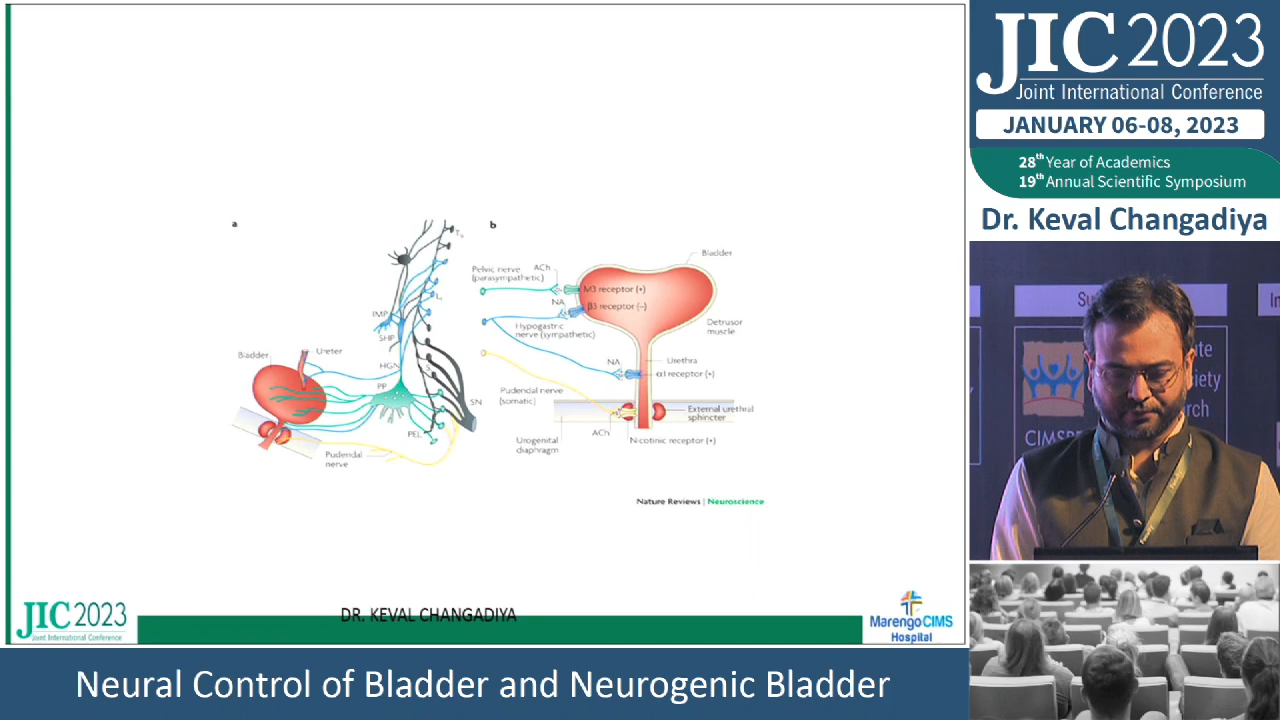 a
b
Bladder
Pelvic nerve
(parasympathetic)
ACh
M3 receptor (+)
NA
β3 receptor (–)
Hypogastric
nerve (sympathetic)
Detrusor
muscle
IMP
SHP
HGN
PP
SN
PEL
Bladder
Ureter
Pudendal
nerve
NA
Urethra
α1 receptor (+)
Pudendal nerve
(somatic)
External urethral
sphincter
ACh
Nicotinic receptor (+)
Urogenital
diaphragm
Nature Reviews | Neuroscience
JIC 2023
Joint International Conference
DR. KEVAL CHANGADIYA
MarengoCIMS
Hospital
Neural Control of Bladder and Neurogenic Bladder
JIC 2023
Joint International Conference
JANUARY 06-08, 2023
28th Year of Academics
19th Annual Scientific Symposium
Dr. Keval Changadiya